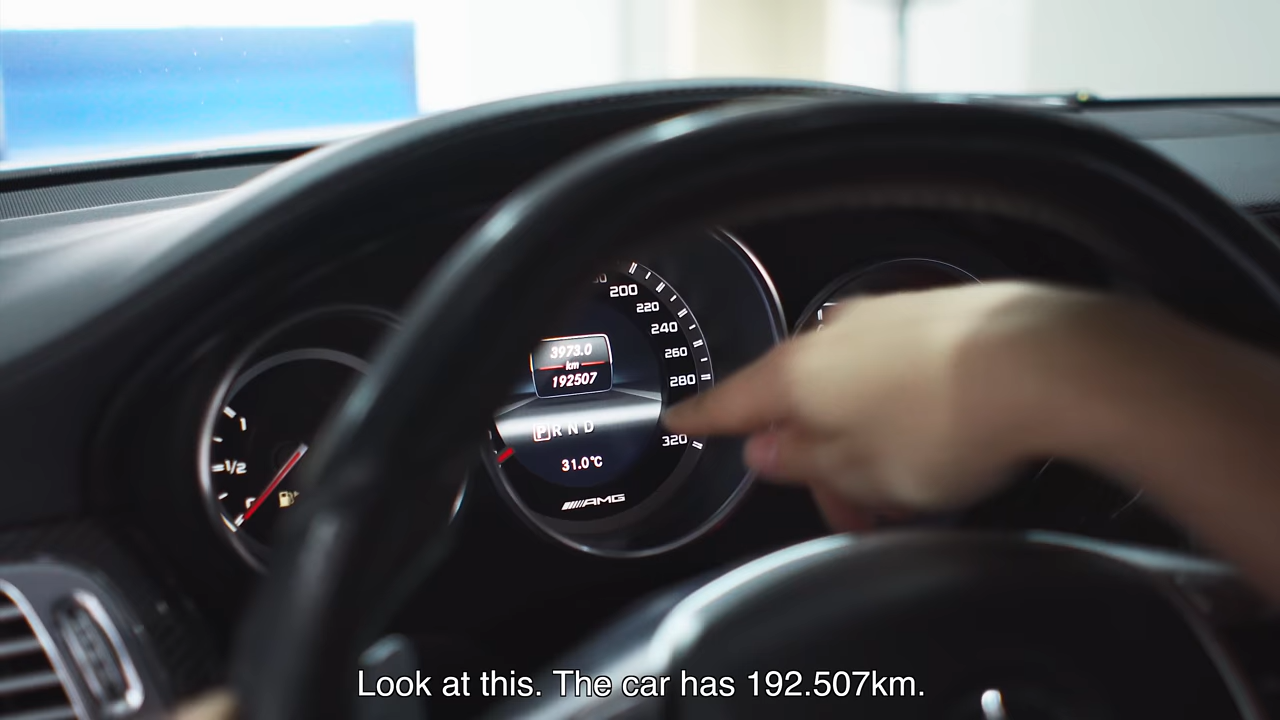 200
220
240
260
280
320
3973.0
km
192507
P R N D
31.0°C
AMG
1
1/2
Look at this. The car has 192.507km.